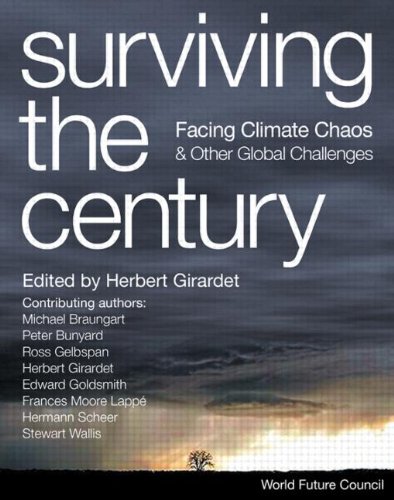 surviving
the
century
Facing Climate Chaos
& Other Global Challenges
Edited by Herbert Girardet
Contributing authors:
Michael Braungart
Peter Bunyard
Ross Gelbspan
Herbert Girardet
Edward Goldsmith
Frances Moore Lappé
Hermann Scheer
Stewart Wallis
World Future Council